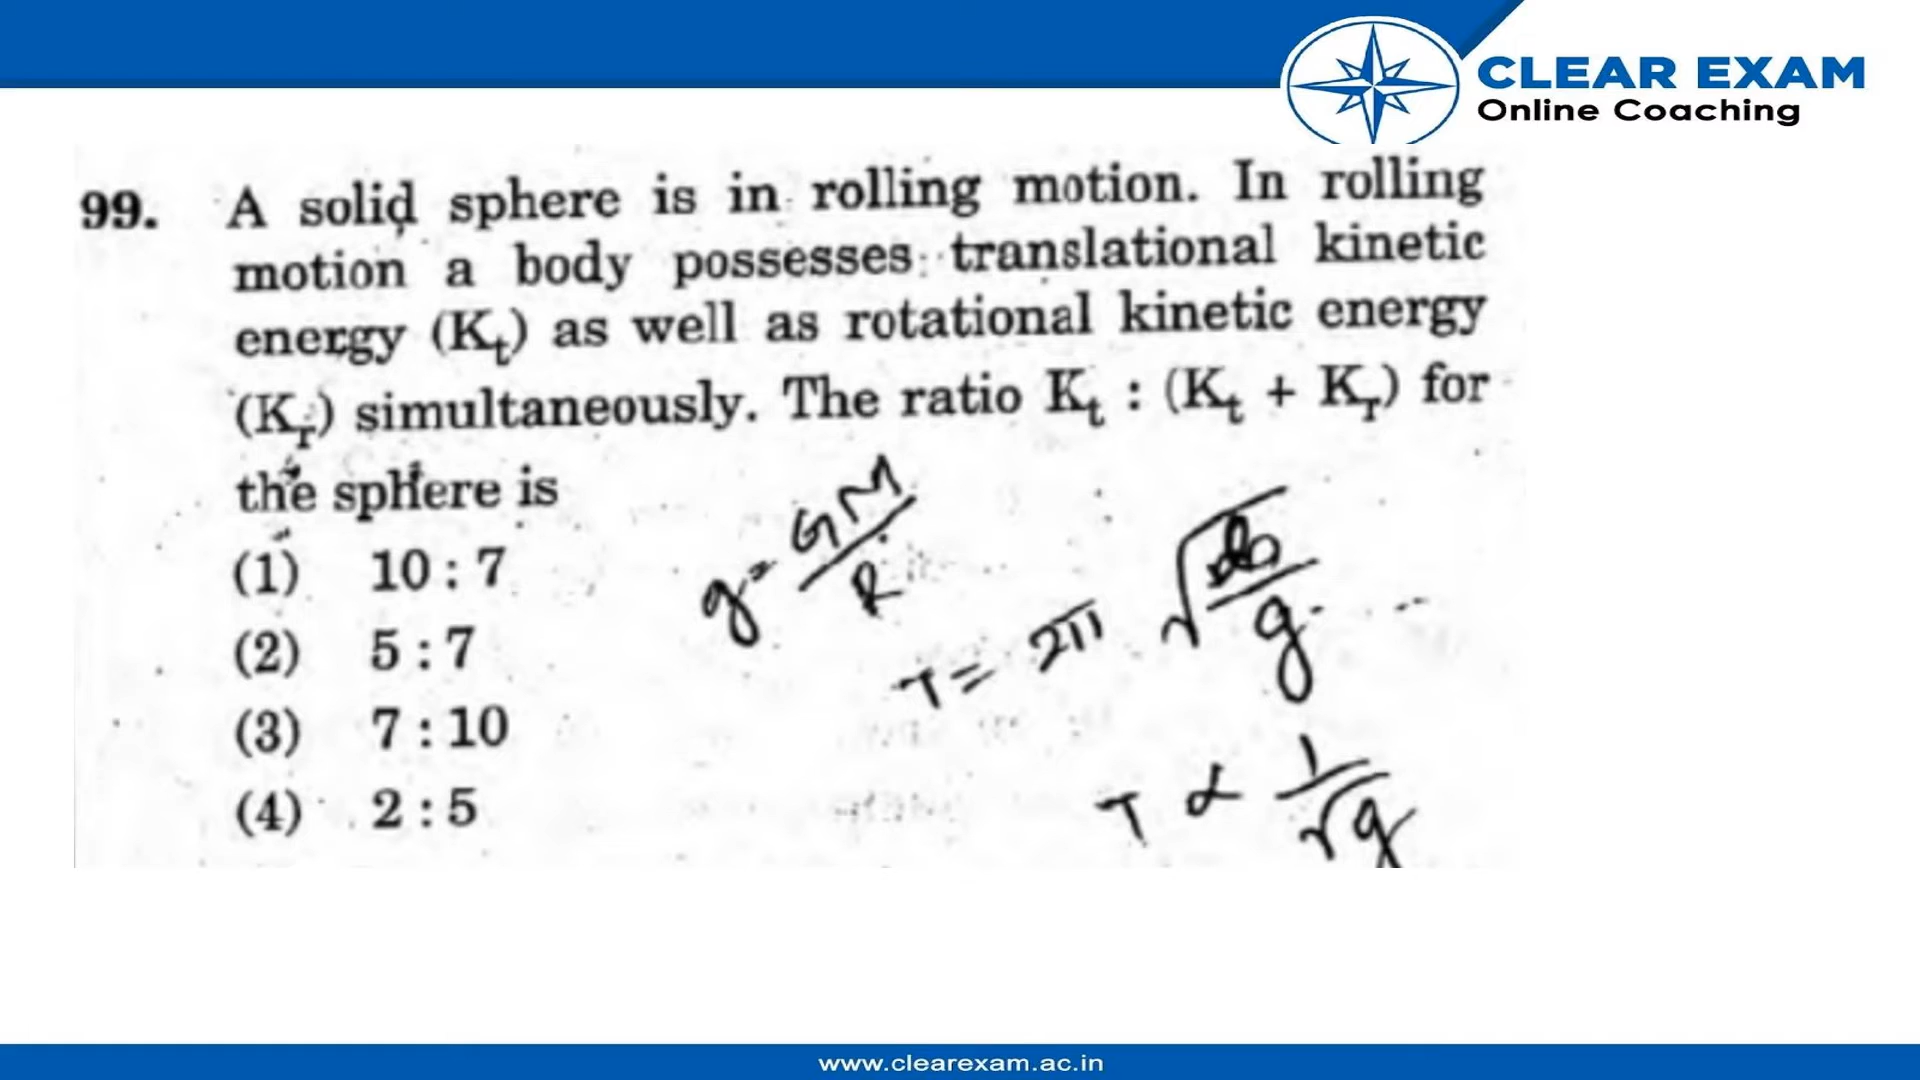 CLEAR EXAM
Online Coaching
99. A solid sphere is in rolling motion. In rolling
motion a body possesses translational kinetic
energy (Kt) as well as rotational kinetic energy
(Kr) simultaneously. The ratio Kt : (Kt + Kr) for
the sphere is
(1) 10 : 7
(2) 5 : 7
(3) 7 : 10
(4) 2 : 5
g = GM/R
T = 2π √ /g
T ∝ 1/√g
www.clearexam.ac.in